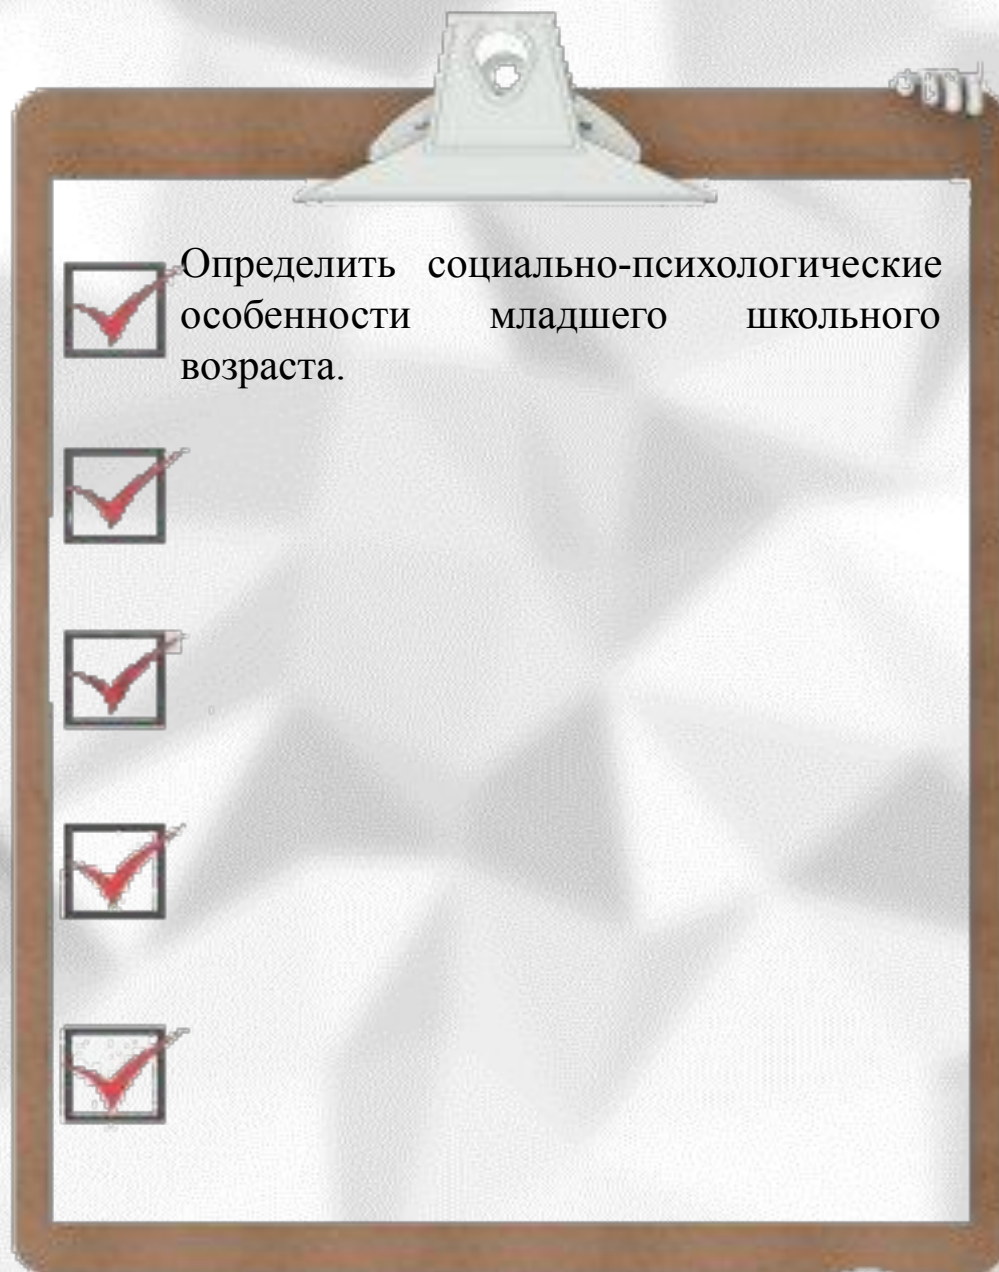 Определить социально-психологические
особенности младшего школьного
возраста.